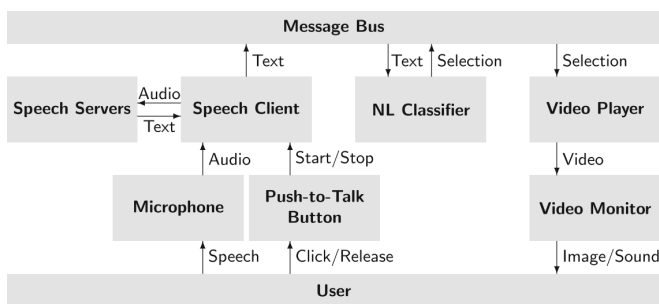 Message Bus
Text
Text
Selection
Selection
Speech Servers
Audio
Text
Speech Client
NL Classifier
Video Player
Audio
Start/Stop
Video
Microphone
Push-to-Talk
Button
Video Monitor
Speech
Click/Release
Image/Sound
User